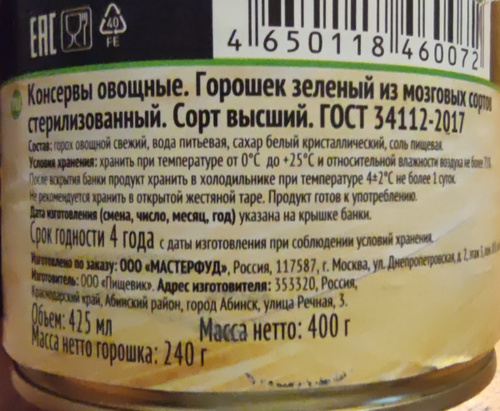 EAC
40
FE
4 650118 460072
Консервы овощные. Горошек зеленый из мозговых сортов
стерилизованный. Сорт высший. ГОСТ 34112-2017
Состав: горох овощной свежий, вода питьевая, сахар белый кристаллический, соль пищевая.
Условия хранения: хранить при температуре от 0°С до +25°С и относительной влажности воздуха не более
После вскрытия банки продукт хранить в холодильнике при температуре 4±2°С не более 1 суток.
Не рекомендуется хранить в открытой жестяной таре. Продукт готов к употреблению.
Дата изготовления (смена, число, месяц, год) указана на крышке банки.
Срок годности 4 года с даты изготовления при соблюдении условий хранения.
Изготовлено по заказу: ООО «МАСТЕРФУД», Россия, 117587, г. Москва, ул. Днепропетровская, д. 2, этаж
Изготовитель: ООО «Пищевик». Адрес изготовителя: 353320, Россия,
Краснодарский край, Абинский район, город Абинск, улица Речная, 3.
Объем: 425 мл Масса нетто: 400 г
Масса нетто горошка: 240 г